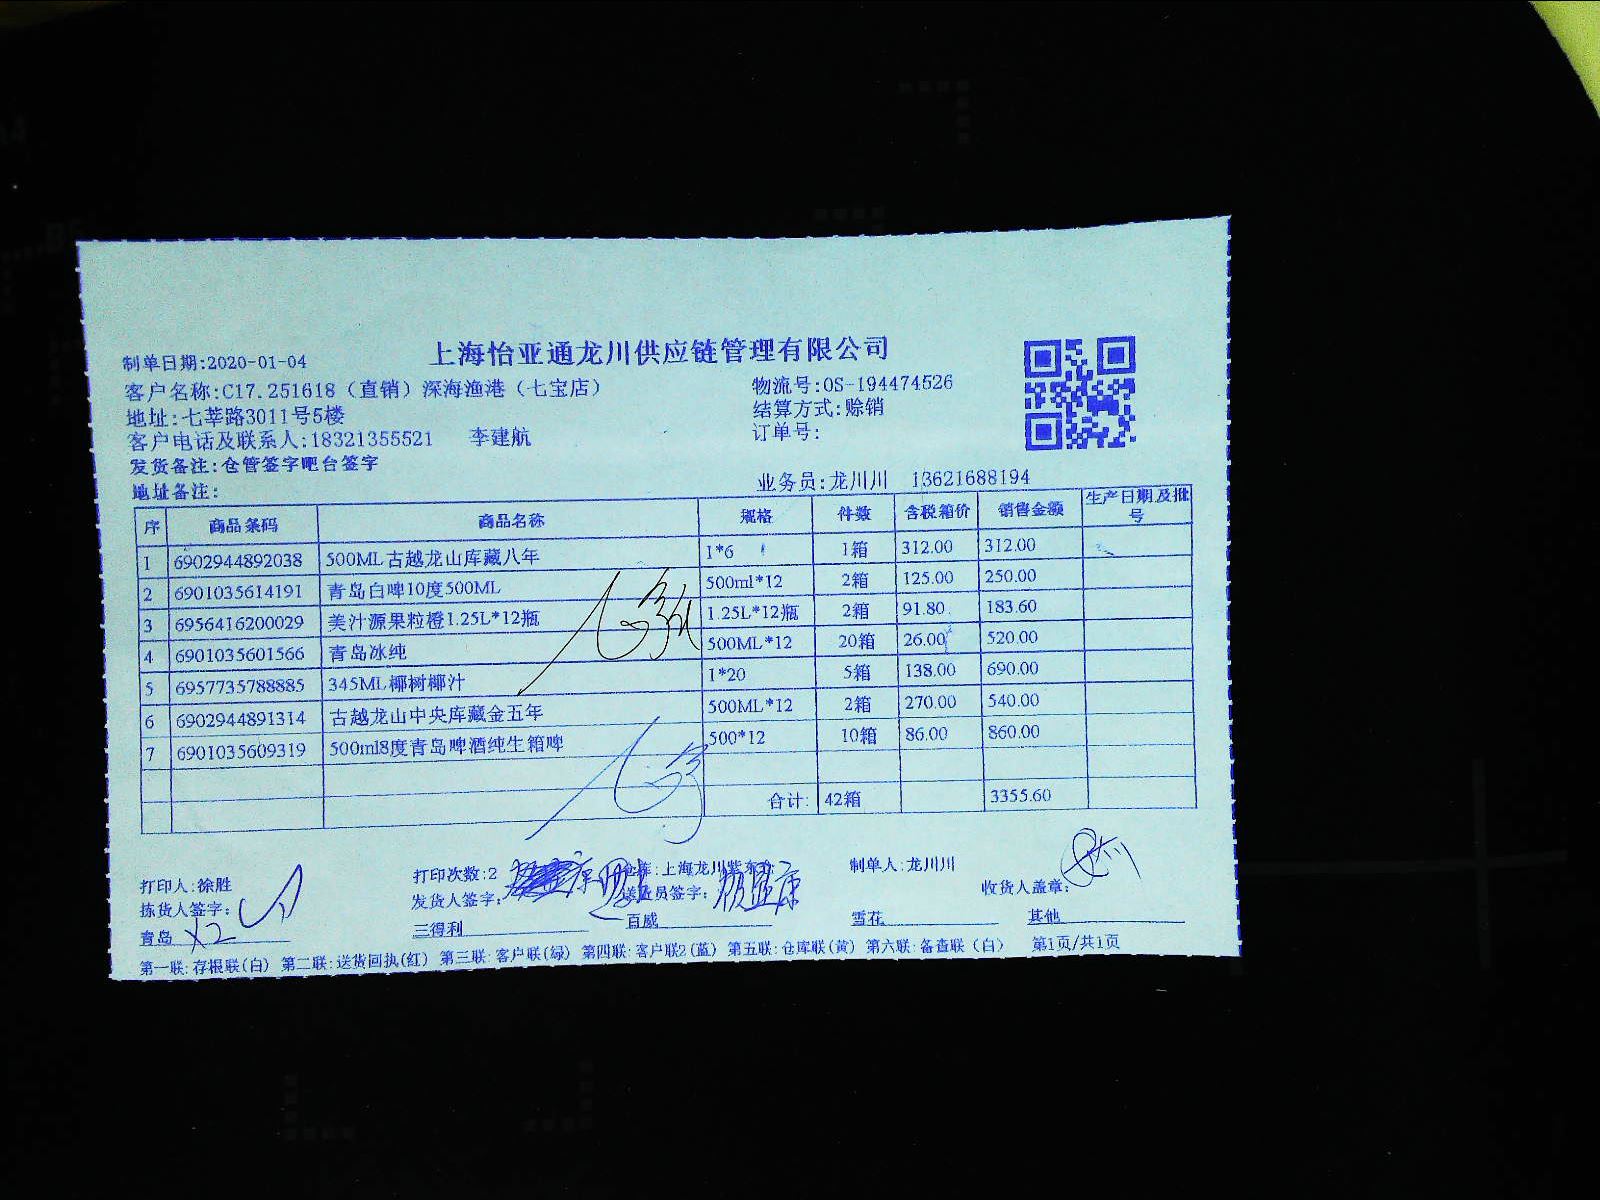 上海怡亚通龙川供应链管理有限公司
制单日期:2020-01-04
客户名称:C17.251618（直销）深海渔港（七宝店） 物流号:OS-194474526
地址:七莘路3011号5楼 结算方式:赊销
客户电话及联系人:18321355521 李建航 订单号:
发货备注:仓管签字吧台签字
地址备注: 业务员:龙川川 13621688194
序 商品条码 商品名称 规格 件数 含税箱价 销售金额 生产日期及批号
1 6902944892038 500ML古越龙山库藏八年 1*6 1箱 312.00 312.00
2 6901035614191 青岛白啤10度500ML 500ml*12 2箱 125.00 250.00
3 6956416200029 美汁源果粒橙1.25L*12瓶 1.25L*12瓶 2箱 91.80 183.60
4 6901035601566 青岛冰纯 500ML*12 20箱 26.00 520.00
5 6957735788885 345ML椰树椰汁 1*20 5箱 138.00 690.00
6 6902944891314 古越龙山中央库藏金五年 500ML*12 2箱 270.00 540.00
7 6901035609319 500ml8度青岛啤酒纯生箱啤 500*12 10箱 86.00 860.00
合计: 42箱 3355.60
打印人:徐胜 打印次数:2 仓库:上海龙川紫东仓 制单人:龙川川
拣货人签字: 发货人签字: 送货员签字: 收货人盖章:
青岛 X2 三得利 百威 雪花 其他
第一联:存根联(白) 第二联:送货回执(红) 第三联:客户联(绿) 第四联:客户联2(蓝) 第五联:仓库联(黄) 第六联:备查联(白) 第1页/共1页